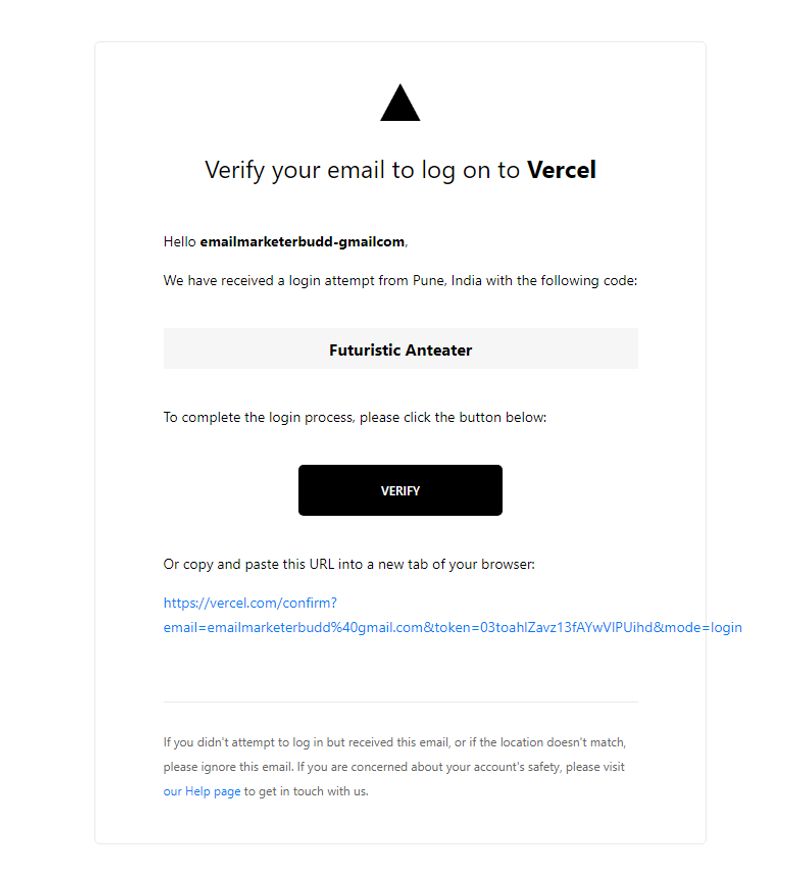 Verify your email to log on to Vercel
Hello emailmarketerbudd-gmailcom,
We have received a login attempt from Pune, India with the following code:
Futuristic Anteater
To complete the login process, please click the button below:
VERIFY
Or copy and paste this URL into a new tab of your browser:
https://vercel.com/confirm?
email=emailmarketerbudd%40gmail.com&token=03toahlZavz13fAYwVlPUihd&mode=login
If you didn't attempt to log in but received this email, or if the location doesn't match,
please ignore this email. If you are concerned about your account's safety, please visit
our Help page to get in touch with us.